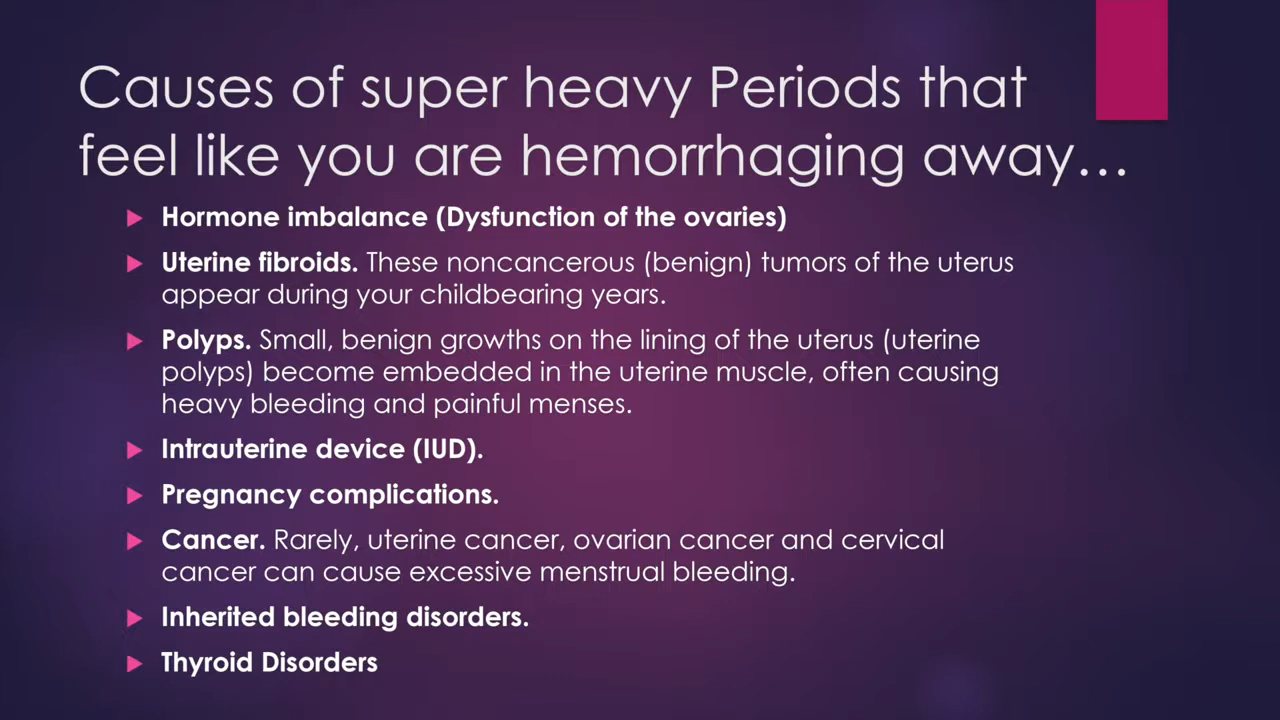 Causes of super heavy Periods that
feel like you are hemorrhaging away…
Hormone imbalance (Dysfunction of the ovaries)
Uterine fibroids. These noncancerous (benign) tumors of the uterus
appear during your childbearing years.
Polyps. Small, benign growths on the lining of the uterus (uterine
polyps) become embedded in the uterine muscle, often causing
heavy bleeding and painful menses.
Intrauterine device (IUD).
Pregnancy complications.
Cancer. Rarely, uterine cancer, ovarian cancer and cervical
cancer can cause excessive menstrual bleeding.
Inherited bleeding disorders.
Thyroid Disorders